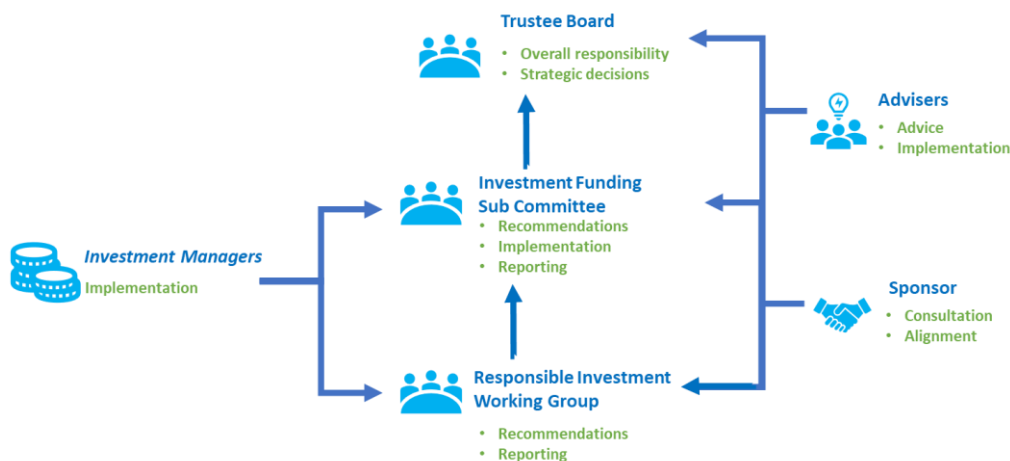 Trustee Board
• Overall responsibility
• Strategic decisions
Advisers
• Advice
• Implementation
Investment Funding
Sub Committee
• Recommendations
• Implementation
• Reporting
Investment Managers
Implementation
Sponsor
• Consultation
• Alignment
Responsible Investment
Working Group
• Recommendations
• Reporting